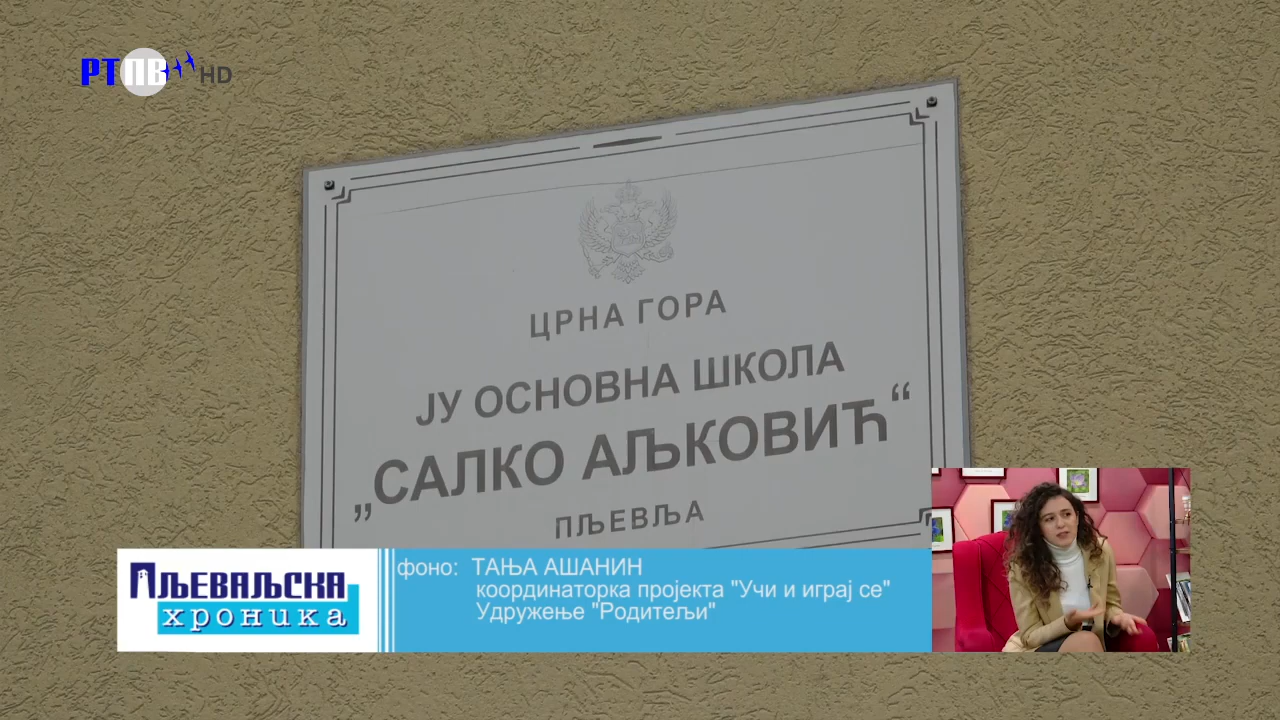 РТПВ HD
ЦРНА ГОРА
ЈУ ОСНОВНА ШКОЛА
„САЛКО АЉКОВИЋ“
ПЉЕВЉА
ПЉЕВАЉСКА
хроника
фоно: ТАЊА АШАНИН
координаторка пројекта "Учи и играј се"
Удружење "Родитељи"